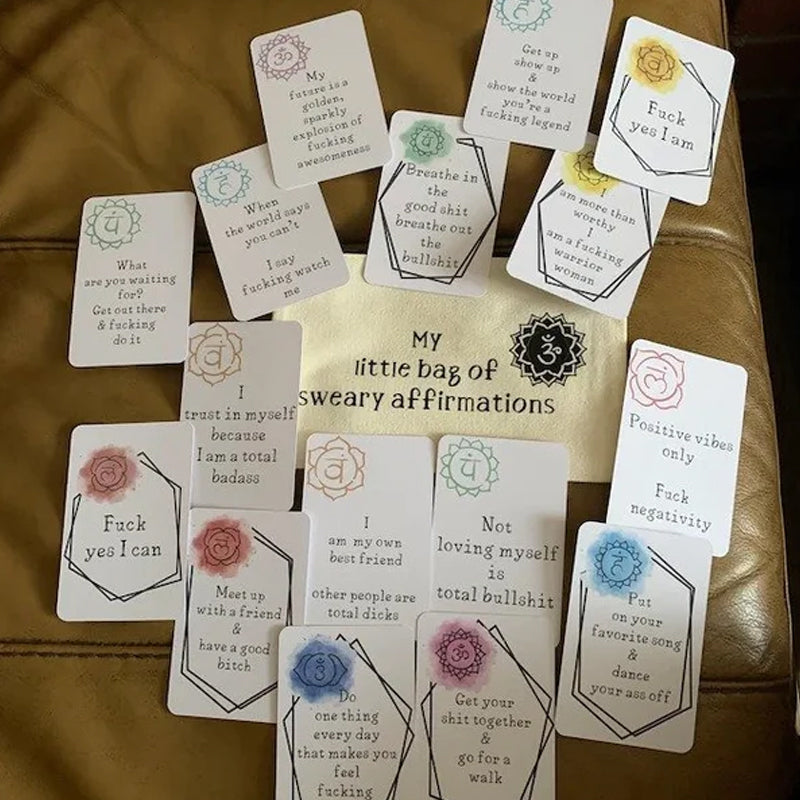 My
future is a
golden,
sparkly
explosion of
fucking
awesomeness
Get up
show up
&
show the world
you're a
fucking legend
Fuck
yes I am
When
the world says
you can't
I say
fucking watch
me
Breathe in
the
good shit
breathe out
the
bullshit
I
am more than
worthy
I
am a fucking
warrior
woman
What
are you waiting
for?
Get out there
& fucking
do it
My
little bag of
sweary affirmations
I
trust in myself
because
I am a total
badass
Positive vibes
only
Fuck
negativity
Fuck
yes I can
I
am my own
best friend
other people are
total dicks
Not
loving myself
is
total bullshit
Meet up
with a friend
&
have a good
bitch
Put
on your
favorite song
&
dance
your ass off
Do
one thing
every day
that makes you
feel
fucking
Get your
shit together
&
go for a
walk